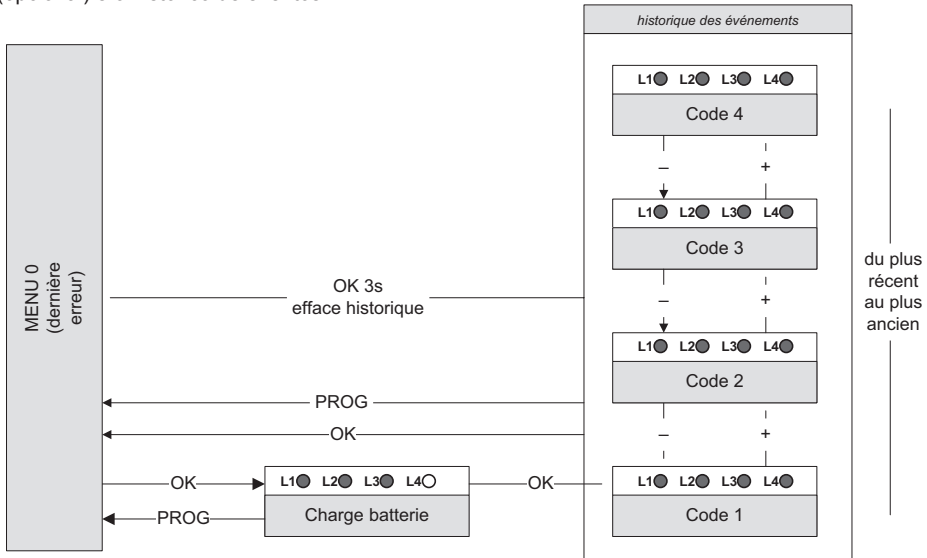 historique des événements
L1 L2 L3 L4
Code 4
– +
L1 L2 L3 L4
Code 3
– +
L1 L2 L3 L4
Code 2
– +
L1 L2 L3 L4
Code 1
du plus
récent
au plus
ancien
MENU 0
(dernière
erreur)
OK 3s
efface historique
PROG
OK
OK
L1 L2 L3 L4
Charge batterie
OK
PROG